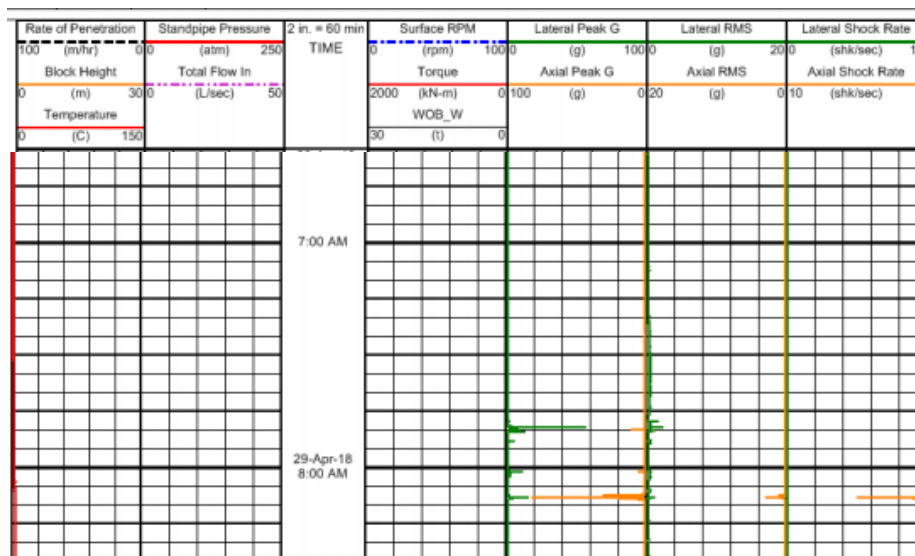 Rate of Penetration
100 (m/hr) 0
Block Height
0 (m) 30
Temperature
0 (C) 150
Standpipe Pressure
0 (atm) 250
Total Flow In
0 (L/sec) 50
2 in. = 60 min
TIME
Surface RPM
0 (rpm) 100
Torque
2000 (kN-m) 0
WOB_W
30 (t) 0
Lateral Peak G
0 (g) 100
Axial Peak G
100 (g) 0
Lateral RMS
0 (g) 20
Axial RMS
20 (g) 0
Lateral Shock Rate
0 (shk/sec)
Axial Shock Rate
10 (shk/sec)
7:00 AM
29-Apr-18
8:00 AM